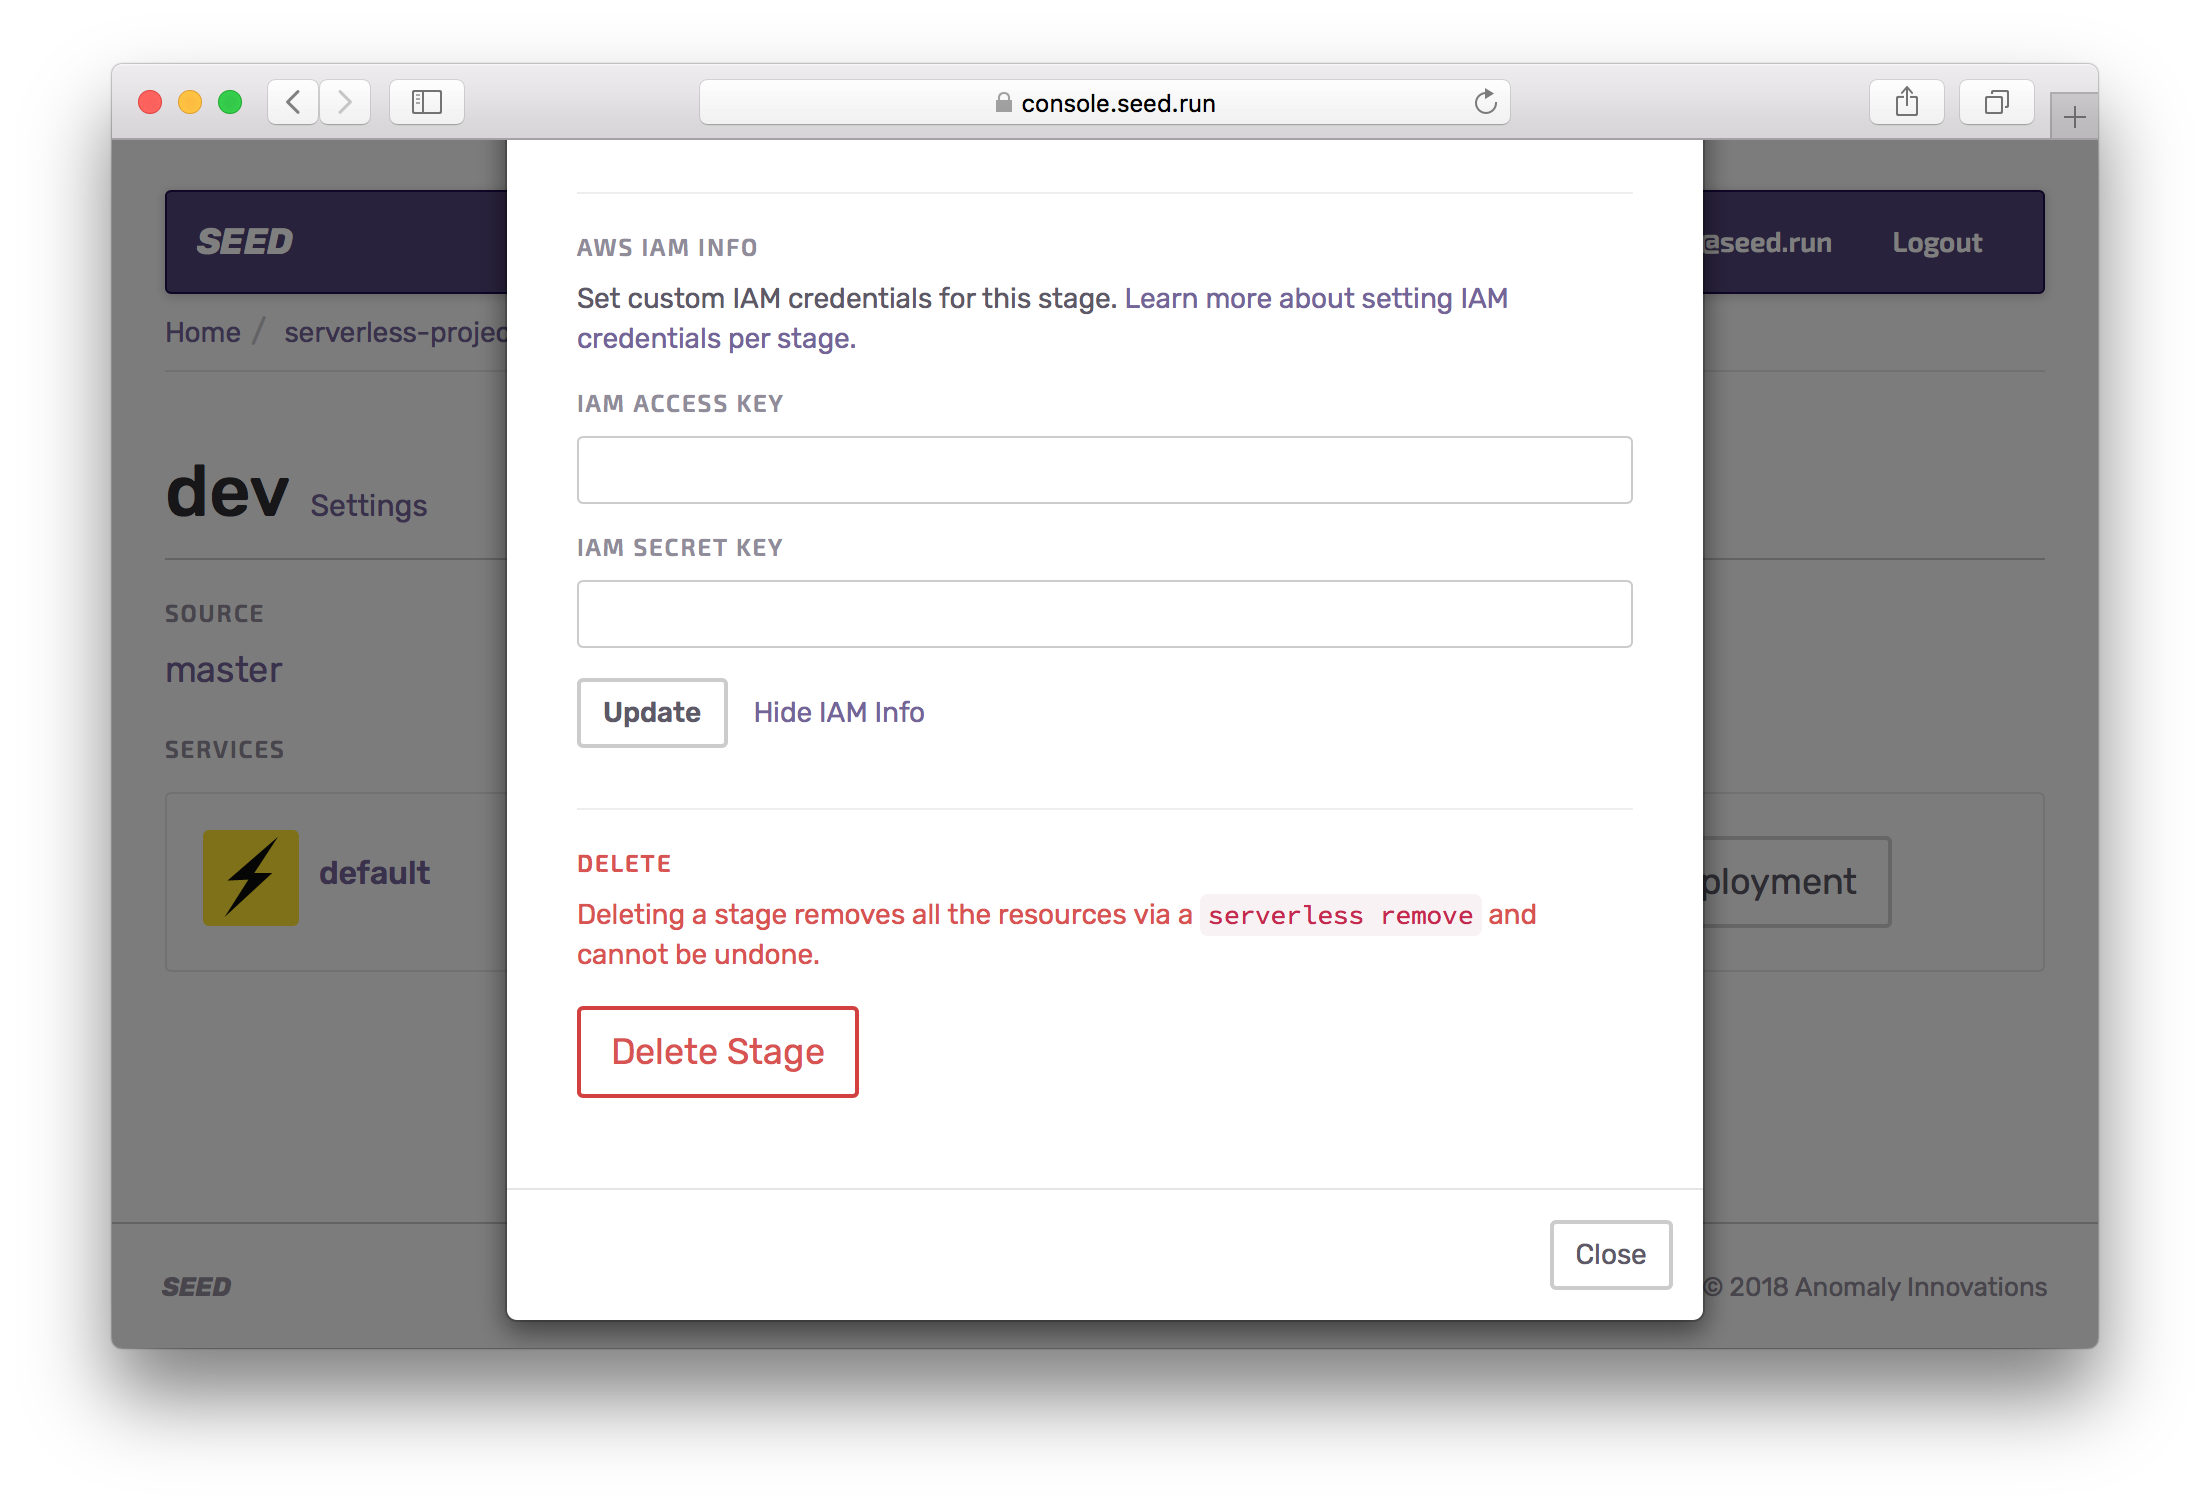 console.seed.run
SEED
@seed.run
Logout
Home / serverless-projec
AWS IAM INFO
Set custom IAM credentials for this stage. Learn more about setting IAM
credentials per stage.
IAM ACCESS KEY
dev Settings
IAM SECRET KEY
SOURCE
master
Update
Hide IAM Info
SERVICES
default
ployment
DELETE
Deleting a stage removes all the resources via a serverless remove and
cannot be undone.
Delete Stage
Close
SEED
© 2018 Anomaly Innovations